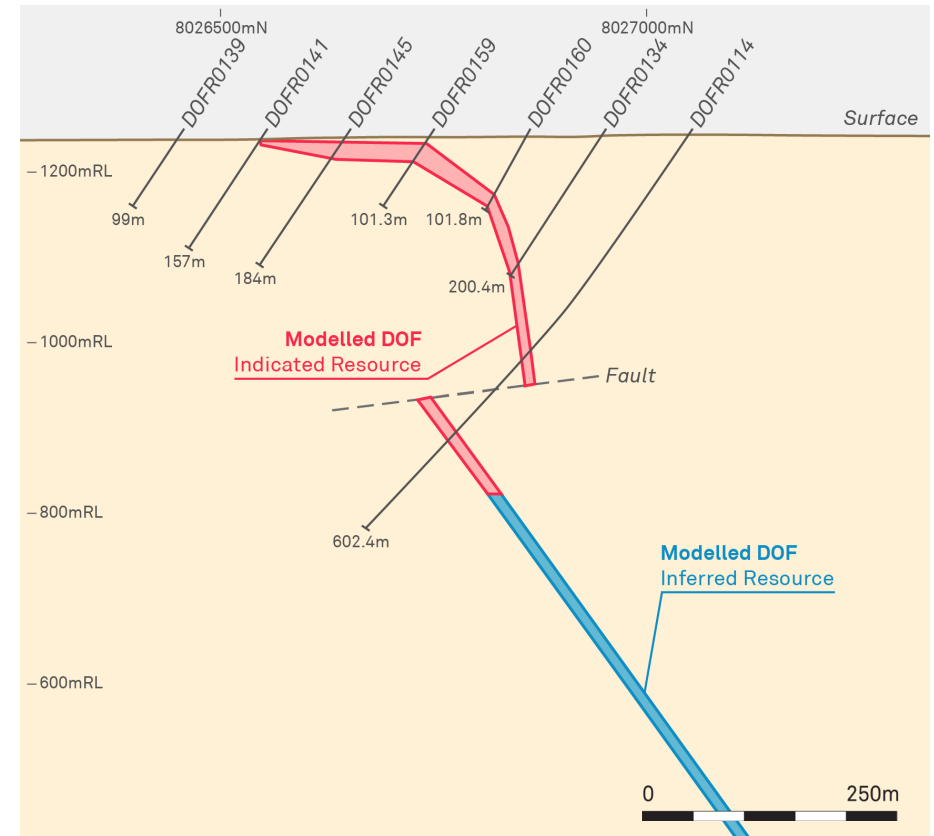 8026500mN
8027000mN
DOFR0139
DOFR0141
DOFR0145
DOFR0159
DOFR0160
DOFR0134
DOFR0114
Surface
–1200mRL
99m
157m
184m
101.3m
101.8m
200.4m
–1000mRL
Modelled DOF
Indicated Resource
Fault
–800mRL
602.4m
Modelled DOF
Inferred Resource
–600mRL
0
250m